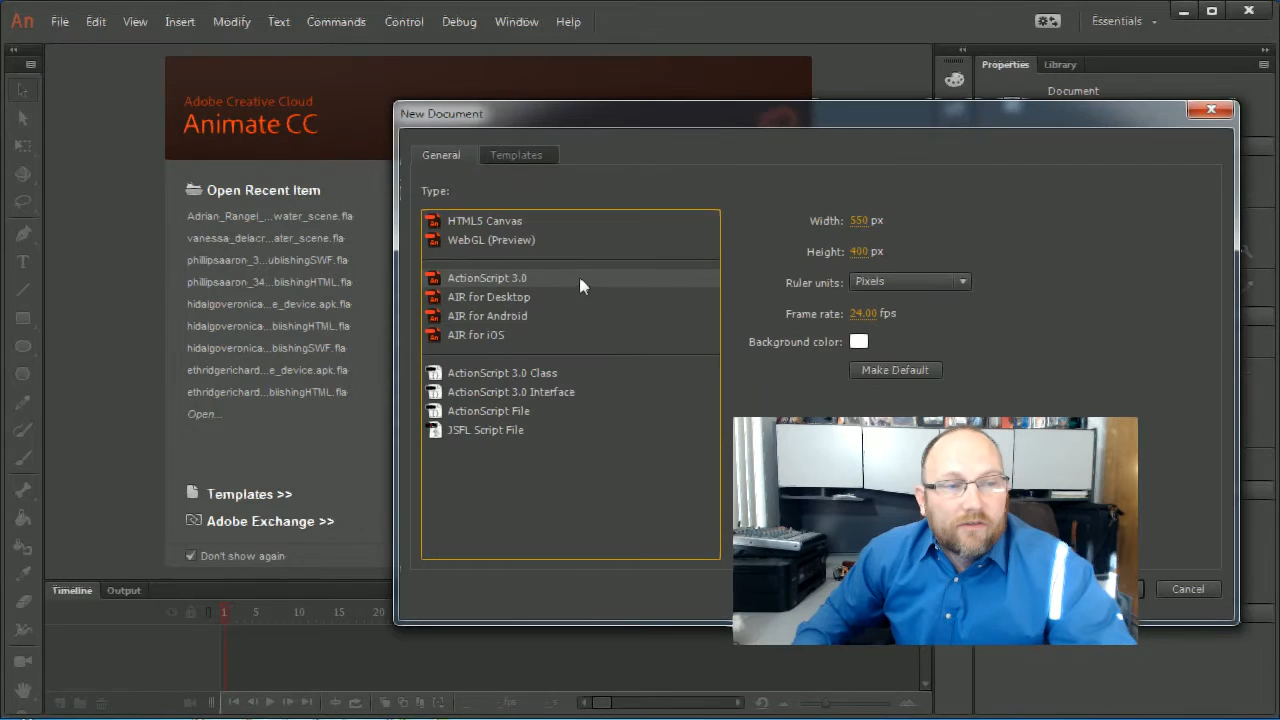 An File Edit View Insert Modify Text Commands Control Debug Window Help Essentials
Properties Library
Document
Adobe Creative Cloud
Animate CC
Open Recent Item
Adrian_Rangel_...water_scene.fla
vanessa_delacr...m_scene.fla
phillipsaaron_3...ublishingSWF.fla
phillipsaaron_34...blishingHTML.fla
hidalgoveronica...e_device.apk.fla
hidalgoveronica...blishingHTML.fla
hidalgoveronica...blishingSWF.fla
ethridgerichard...e_device.apk.fla
ethridgerichard...blishingHTML.fla
Open...
Templates >>
Adobe Exchange >>
Don't show again
New Document
General Templates
Type:
HTML5 Canvas
WebGL (Preview)
ActionScript 3.0
AIR for Desktop
AIR for Android
AIR for iOS
ActionScript 3.0 Class
ActionScript 3.0 Interface
ActionScript File
JSFL Script File
Width: 550 px
Height: 400 px
Ruler units: Pixels
Frame rate: 24.00 fps
Background color:
Make Default
Cancel
Timeline Output
1 5 10 15 20